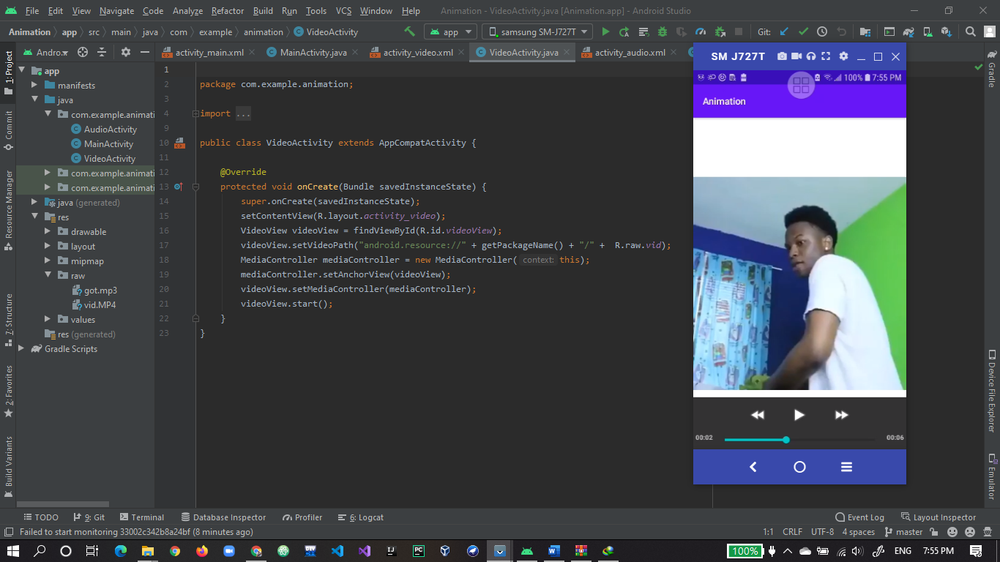 File Edit View Navigate Code Analyze Refactor Build Run Tools VCS Window Help Animation - VideoActivity.java [Animation.app] - Android Studio
Animation app src main java com example animation VideoActivity app samsung SM-J727T Git:
1: Project
Commit
Resource Manager
Z: Structure
2: Favorites
Build Variants
Andro...
app
manifests
java
com.example.animati
AudioActivity
MainActivity
VideoActivity
com.example.animati
com.example.animati
java (generated)
res
drawable
layout
mipmap
raw
got.mp3
vid.MP4
values
res (generated)
Gradle Scripts
activity_main.xml MainActivity.java activity_video.xml VideoActivity.java activity_audio.xml
1
2 package com.example.animation;
3
4 import ...
9
10 public class VideoActivity extends AppCompatActivity {
11
12 @Override
13 protected void onCreate(Bundle savedInstanceState) {
14 super.onCreate(savedInstanceState);
15 setContentView(R.layout.activity_video);
16 VideoView videoView = findViewById(R.id.videoView);
17 videoView.setVideoPath("android.resource://" + getPackageName() + "/" + R.raw.vid);
18 MediaController mediaController = new MediaController( context: this);
19 mediaController.setAnchorView(videoView);
20 videoView.setMediaController(mediaController);
21 videoView.start();
22 }
23 }
SM J727T
100% 7:55 PM
Animation
00:02 00:06
Gradle
Device File Explorer
Emulator
TODO 9: Git Terminal Database Inspector Profiler 6: Logcat Event Log Layout Inspector
Failed to start monitoring 33002c342b8a24bf (8 minutes ago) 1:1 CRLF UTF-8 4 spaces master
100% ENG 7:55 PM